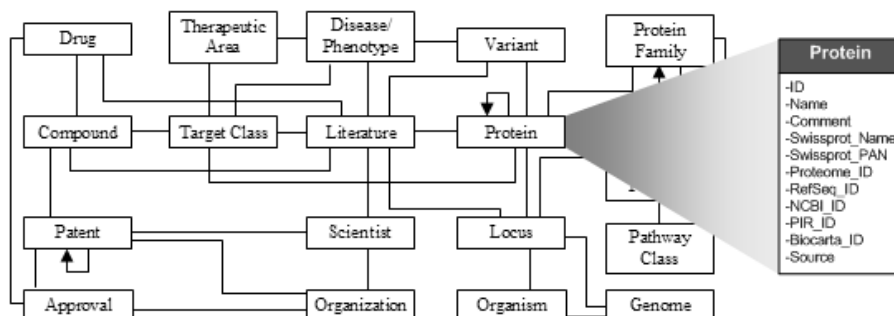 Drug
Therapeutic
Area
Disease/
Phenotype
Variant
Protein
Family
Compound
Target Class
Literature
Protein
Patent
Scientist
Locus
Pathway
Class
Approval
Organization
Organism
Genome
Protein
-ID
-Name
-Comment
-Swissprot_Name
-Swissprot_PAN
-Proteome_ID
-RefSeq_ID
-NCBI_ID
-PIR_ID
-Biocarta_ID
-Source